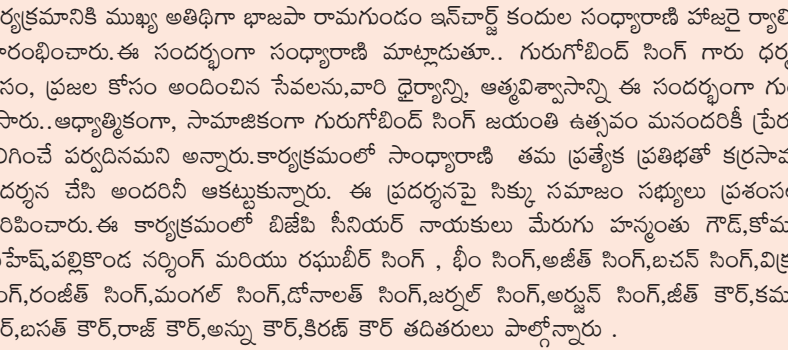 ర్యక్రమానికి ముఖ్య అతిథిగా భాజపా రామగుండం ఇన్‌చార్జ్ కందుల సంధ్యారాణి హాజరై ర్యాలి
రంభించారు.ఈ సందర్భంగా సంధ్యారాణి మాట్లాడుతూ.. గురుగోబింద్ సింగ్ గారు ధర్మ
సం, ప్రజల కోసం అందించిన సేవలను,వారి ధైర్యాన్ని, ఆత్మవిశ్వాసాన్ని ఈ సందర్భంగా గు
సారు..ఆధ్యాత్మికంగా, సామాజికంగా గురుగోబింద్ సింగ్ జయంతి ఉత్సవం మనందరికీ ప్రేర
గించే పర్వదినమని అన్నారు.కార్యక్రమంలో సాంధ్యారాణి తమ ప్రత్యేక ప్రతిభతో కర్రసామ
దర్శన చేసి అందరినీ ఆకట్టుకున్నారు. ఈ ప్రదర్శనపై సిక్కు సమాజం సభ్యులు ప్రశంస
రిపించారు.ఈ కార్యక్రమంలో బిజేపి సీనియర్ నాయకులు మేరుగు హన్మంతు గౌడ్,కోమ
హేష్,పల్లికొండ నర్సింగ్ మరియు రఘుబీర్ సింగ్ , భీం సింగ్,అజీత్ సింగ్,బచన్ సింగ్,విక్ర
ంగ్,రంజీత్ సింగ్,మంగల్ సింగ్,డోనాలత్ సింగ్,జర్నల్ సింగ్,అర్జున్ సింగ్,జీత్ కౌర్,కమ
ర్,బసత్ కౌర్,రాజ్ కౌర్,అన్ను కౌర్,కిరణ్ కౌర్ తదితరులు పాల్గోన్నారు .